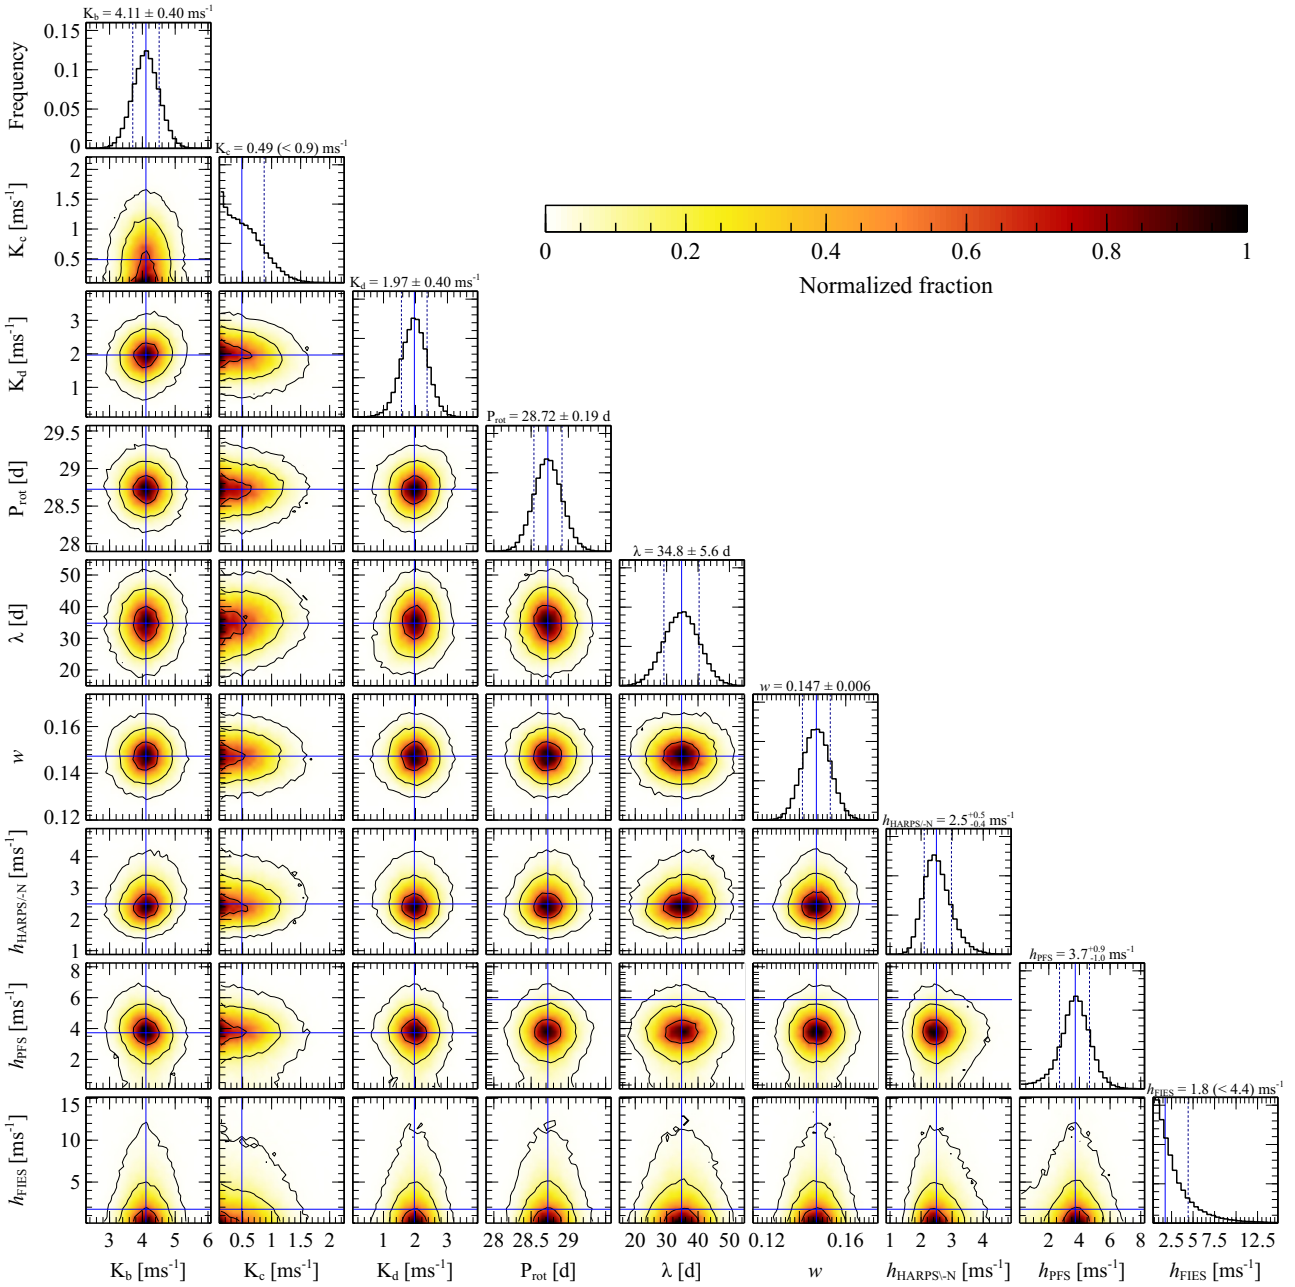 K_b = 4.11 ± 0.40 ms⁻¹
0.15
0.1
0.05
0
Frequency
K_c = 0.49 (< 0.9) ms⁻¹
2
1.5
1
0.5
K_c [ms⁻¹]
0 0.2 0.4 0.6 0.8 1
Normalized fraction
K_d = 1.97 ± 0.40 ms⁻¹
3
2
1
K_d [ms⁻¹]
P_rot = 28.72 ± 0.19 d
29.5
29
28.5
28
P_rot [d]
λ = 34.8 ± 5.6 d
50
40
30
20
λ [d]
w = 0.147 ± 0.006
0.16
0.14
0.12
w
h_HARPS/-N = 2.5 +0.5 -0.4 ms⁻¹
4
3
2
1
h_HARPS/-N [ms⁻¹]
h_PFS = 3.7 +0.9 -1.0 ms⁻¹
8
6
4
2
h_PFS [ms⁻¹]
h_FIES = 1.8 (< 4.4) ms⁻¹
15
10
5
h_FIES [ms⁻¹]
3 4 5 6 0.5 1 1.5 2 1 2 3 28 28.5 29 20 30 40 50 0.12 0.16 1 2 3 4 2 4 6 8 2.5 5 7.5 12.5
K_b [ms⁻¹] K_c [ms⁻¹] K_d [ms⁻¹] P_rot [d] λ [d] w h_HARPS\-N [ms⁻¹] h_PFS [ms⁻¹] h_FIES [ms⁻¹]